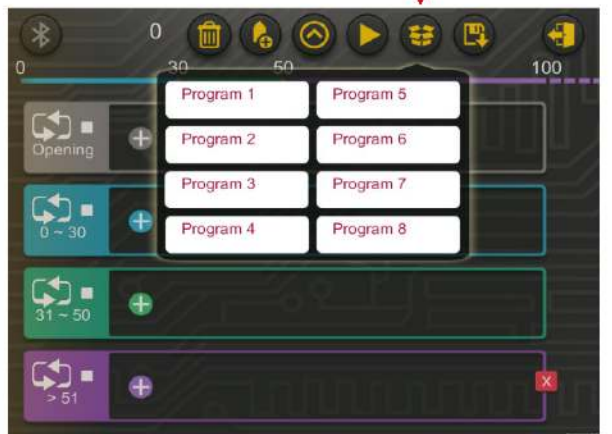 0
0 30 50 100
Program 1 Program 5
Program 2 Program 6
Program 3 Program 7
Program 4 Program 8
Opening
0 ~ 30
31 ~ 50
> 51
X